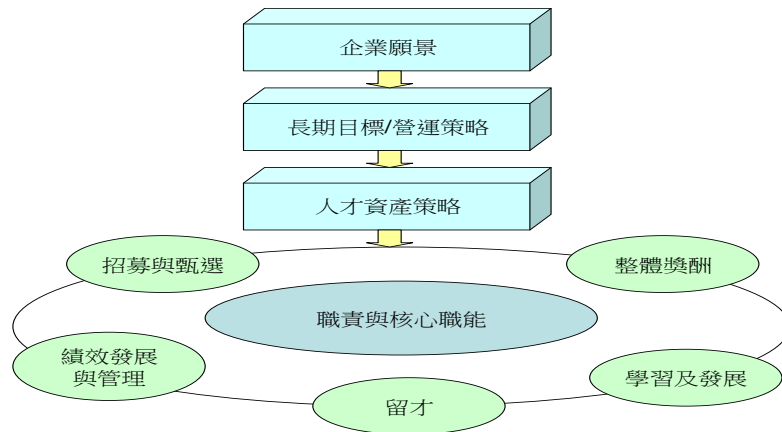 企業願景
長期目標/營運策略
人才資產策略
招募與甄選
整體獎酬
職責與核心職能
績效發展
與管理
學習及發展
留才